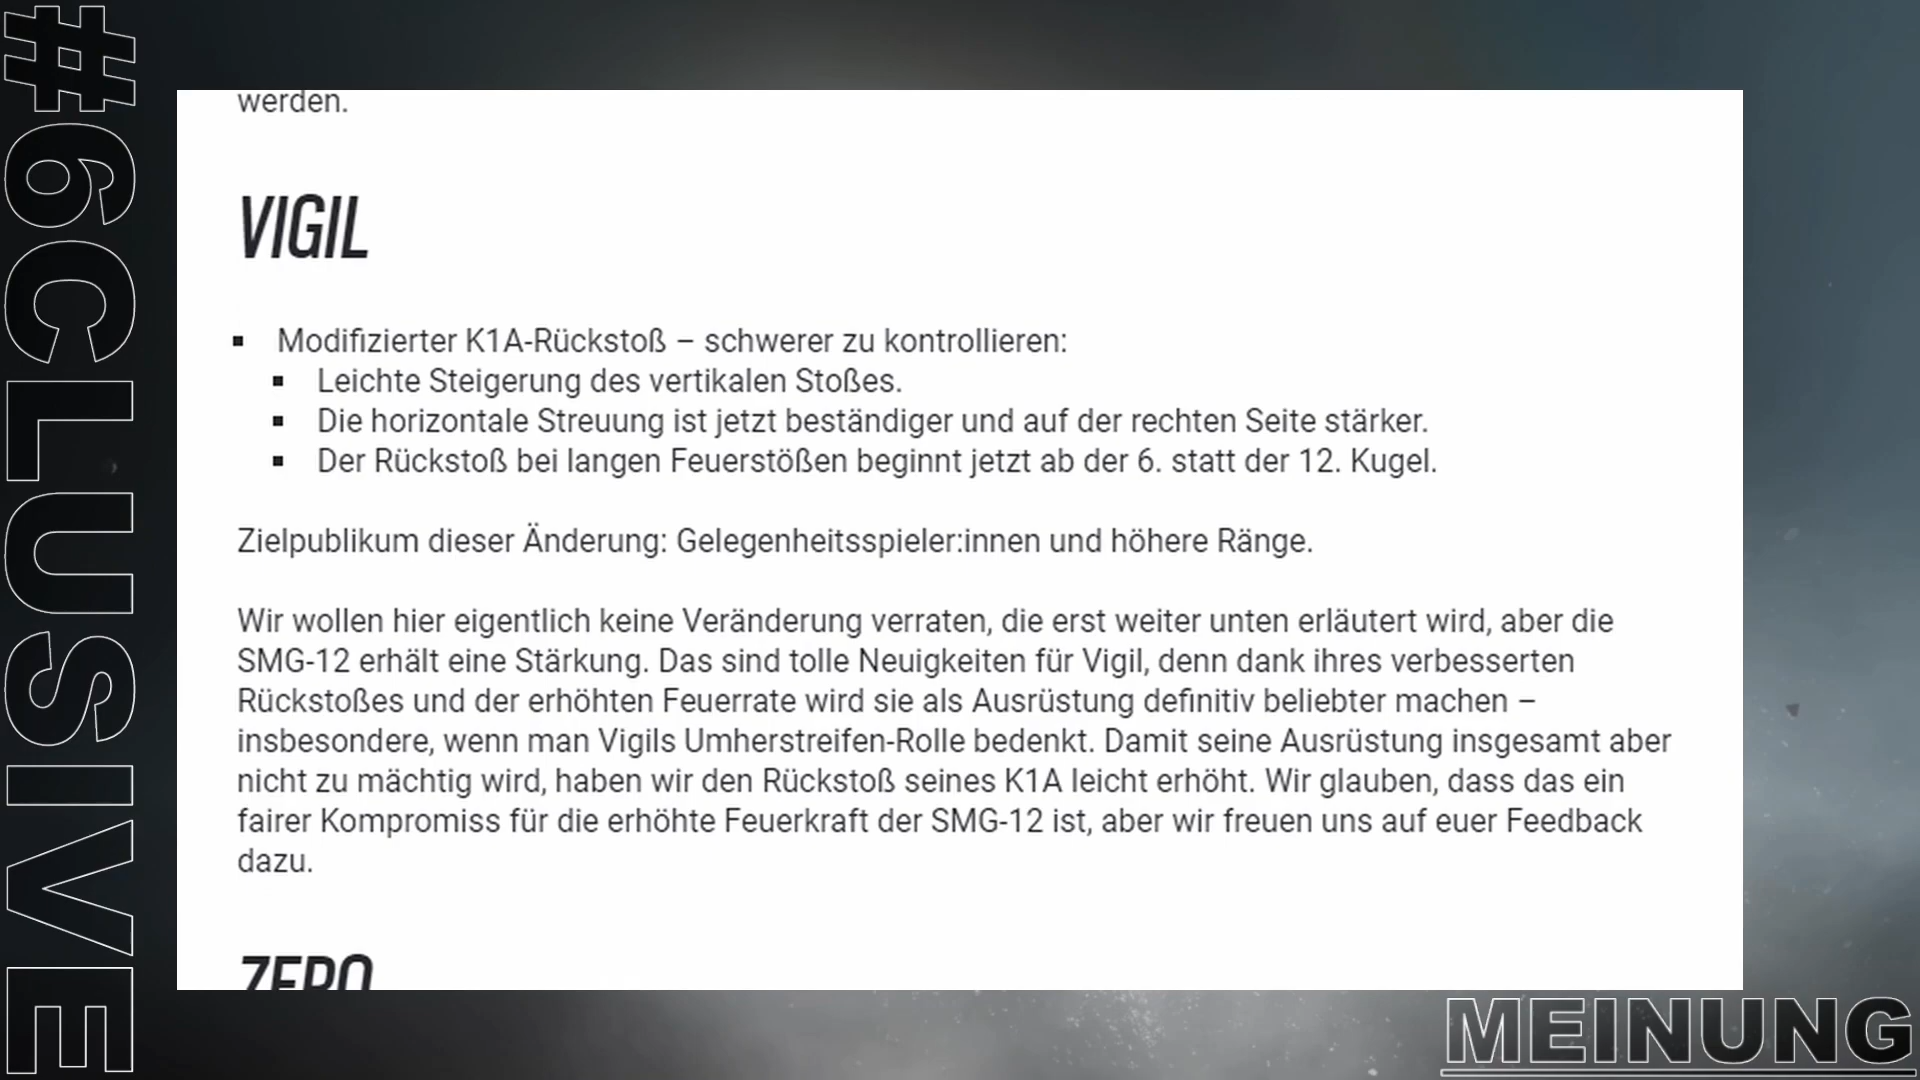 #6CLUSIVE
werden.
VIGIL
▪ Modifizierter K1A-Rückstoß – schwerer zu kontrollieren:
▪ Leichte Steigerung des vertikalen Stoßes.
▪ Die horizontale Streuung ist jetzt beständiger und auf der rechten Seite stärker.
▪ Der Rückstoß bei langen Feuerstößen beginnt jetzt ab der 6. statt der 12. Kugel.
Zielpublikum dieser Änderung: Gelegenheitsspieler:innen und höhere Ränge.
Wir wollen hier eigentlich keine Veränderung verraten, die erst weiter unten erläutert wird, aber die
SMG-12 erhält eine Stärkung. Das sind tolle Neuigkeiten für Vigil, denn dank ihres verbesserten
Rückstoßes und der erhöhten Feuerrate wird sie als Ausrüstung definitiv beliebter machen –
insbesondere, wenn man Vigils Umherstreifen-Rolle bedenkt. Damit seine Ausrüstung insgesamt aber
nicht zu mächtig wird, haben wir den Rückstoß seines K1A leicht erhöht. Wir glauben, dass das ein
fairer Kompromiss für die erhöhte Feuerkraft der SMG-12 ist, aber wir freuen uns auf euer Feedback
dazu.
ZERO
MEINUNG